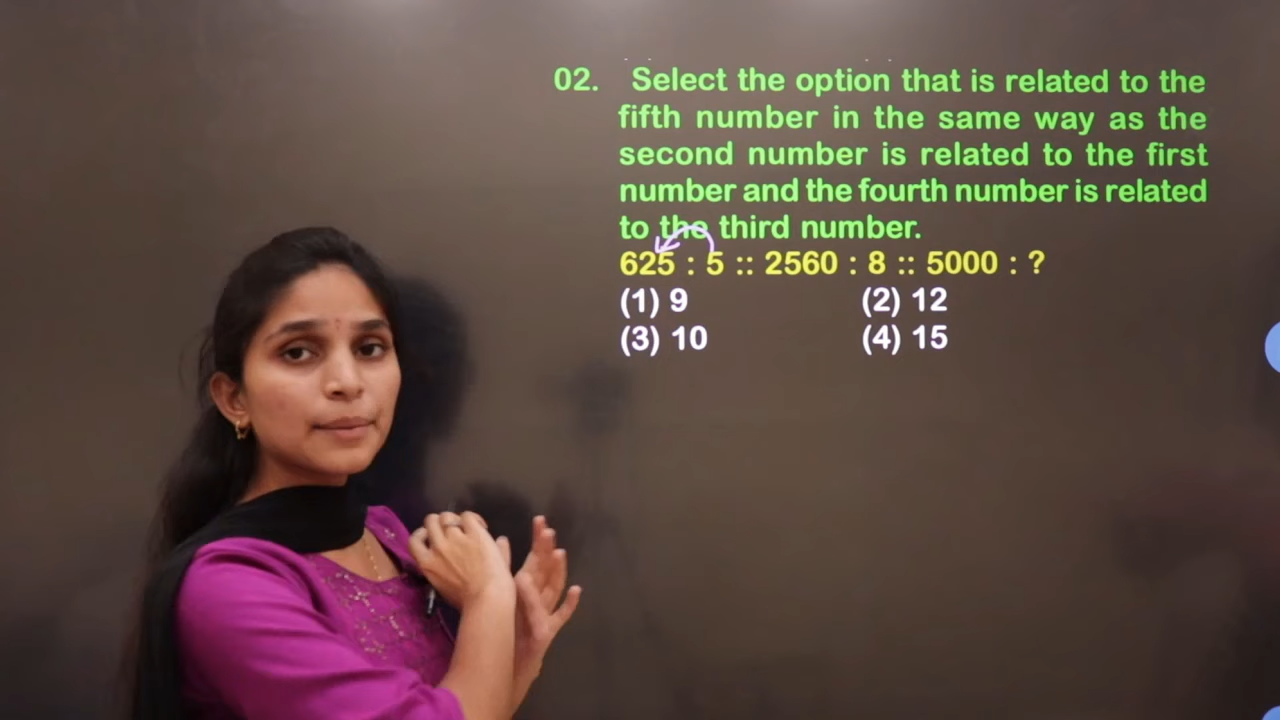 02. Select the option that is related to the
fifth number in the same way as the
second number is related to the first
number and the fourth number is related
to the third number.
625 : 5 :: 2560 : 8 :: 5000 : ?
(1) 9 (2) 12
(3) 10 (4) 15